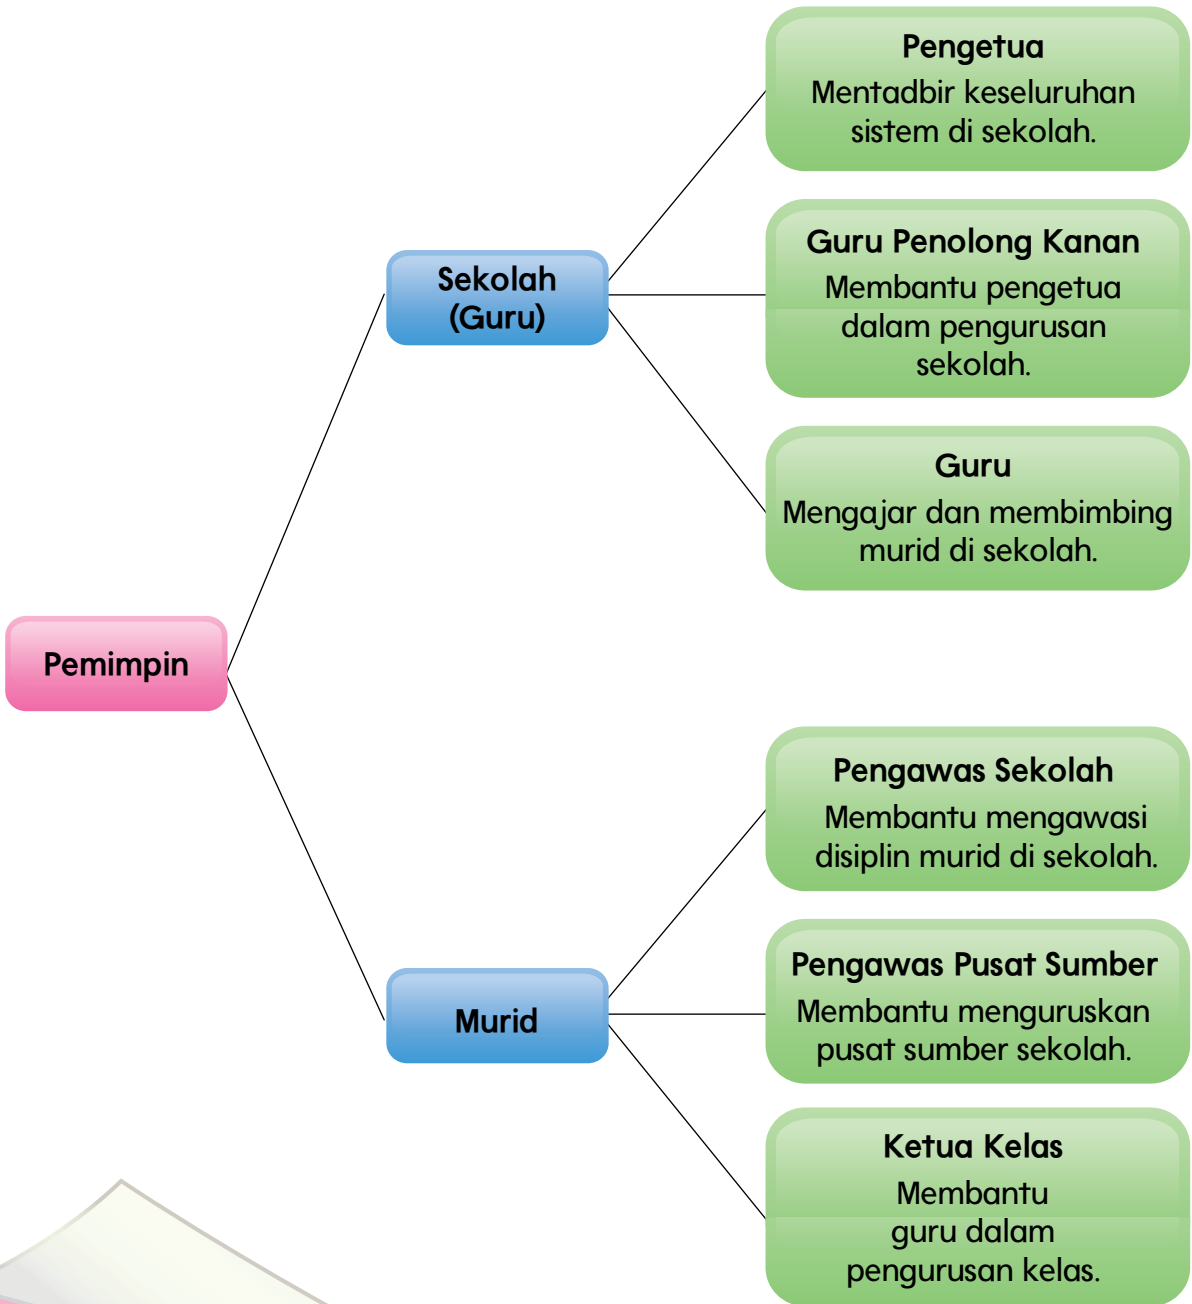 Pemimpin
Sekolah
(Guru)
Pengetua
Mentadbir keseluruhan
sistem di sekolah.
Guru Penolong Kanan
Membantu pengetua
dalam pengurusan
sekolah.
Guru
Mengajar dan membimbing
murid di sekolah.
Murid
Pengawas Sekolah
Membantu mengawasi
disiplin murid di sekolah.
Pengawas Pusat Sumber
Membantu menguruskan
pusat sumber sekolah.
Ketua Kelas
Membantu
guru dalam
pengurusan kelas.